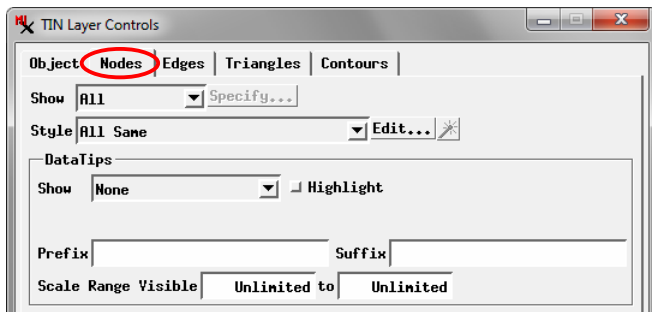 TIN Layer Controls
Object Nodes Edges Triangles Contours
Show All Specify...
Style All Same Edit...
DataTips
Show None Highlight
Prefix Suffix
Scale Range Visible Unlimited to Unlimited